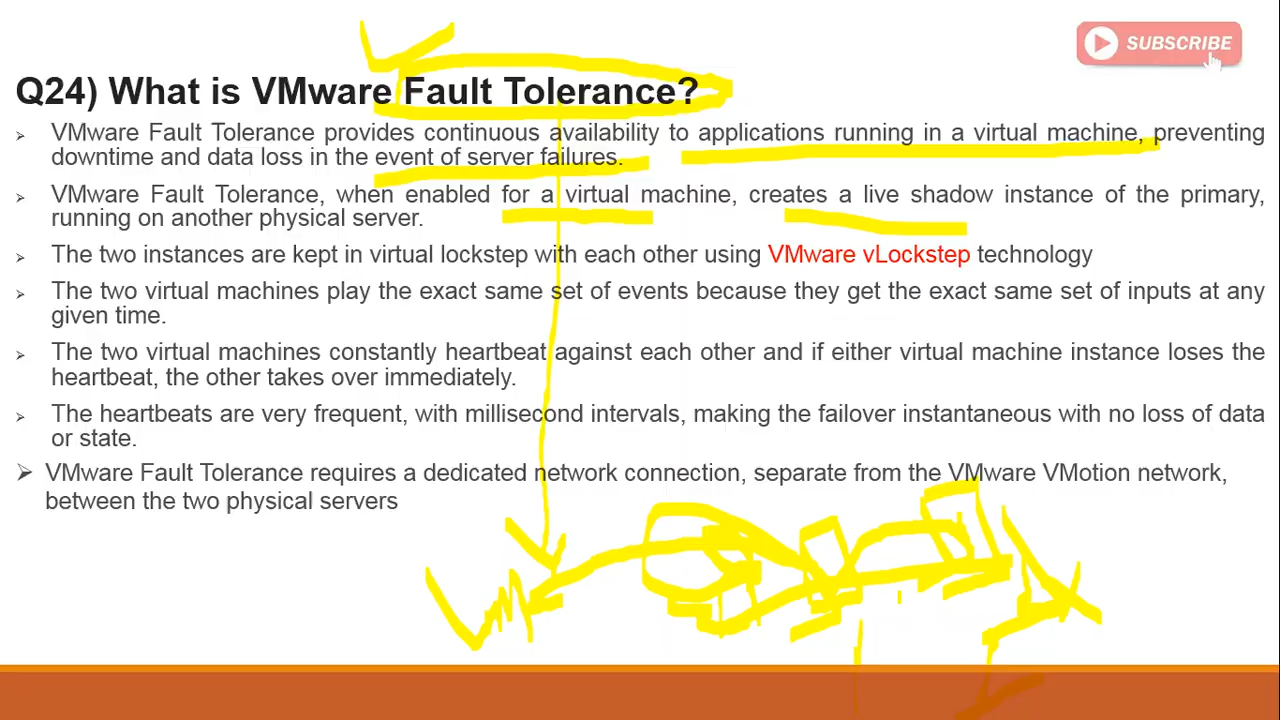 SUBSCRIBE
Q24) What is VMware Fault Tolerance?
VMware Fault Tolerance provides continuous availability to applications running in a virtual machine, preventing
downtime and data loss in the event of server failures.
VMware Fault Tolerance, when enabled for a virtual machine, creates a live shadow instance of the primary,
running on another physical server.
The two instances are kept in virtual lockstep with each other using VMware vLockstep technology
The two virtual machines play the exact same set of events because they get the exact same set of inputs at any
given time.
The two virtual machines constantly heartbeat against each other and if either virtual machine instance loses the
heartbeat, the other takes over immediately.
The heartbeats are very frequent, with millisecond intervals, making the failover instantaneous with no loss of data
or state.
VMware Fault Tolerance requires a dedicated network connection, separate from the VMware VMotion network,
between the two physical servers